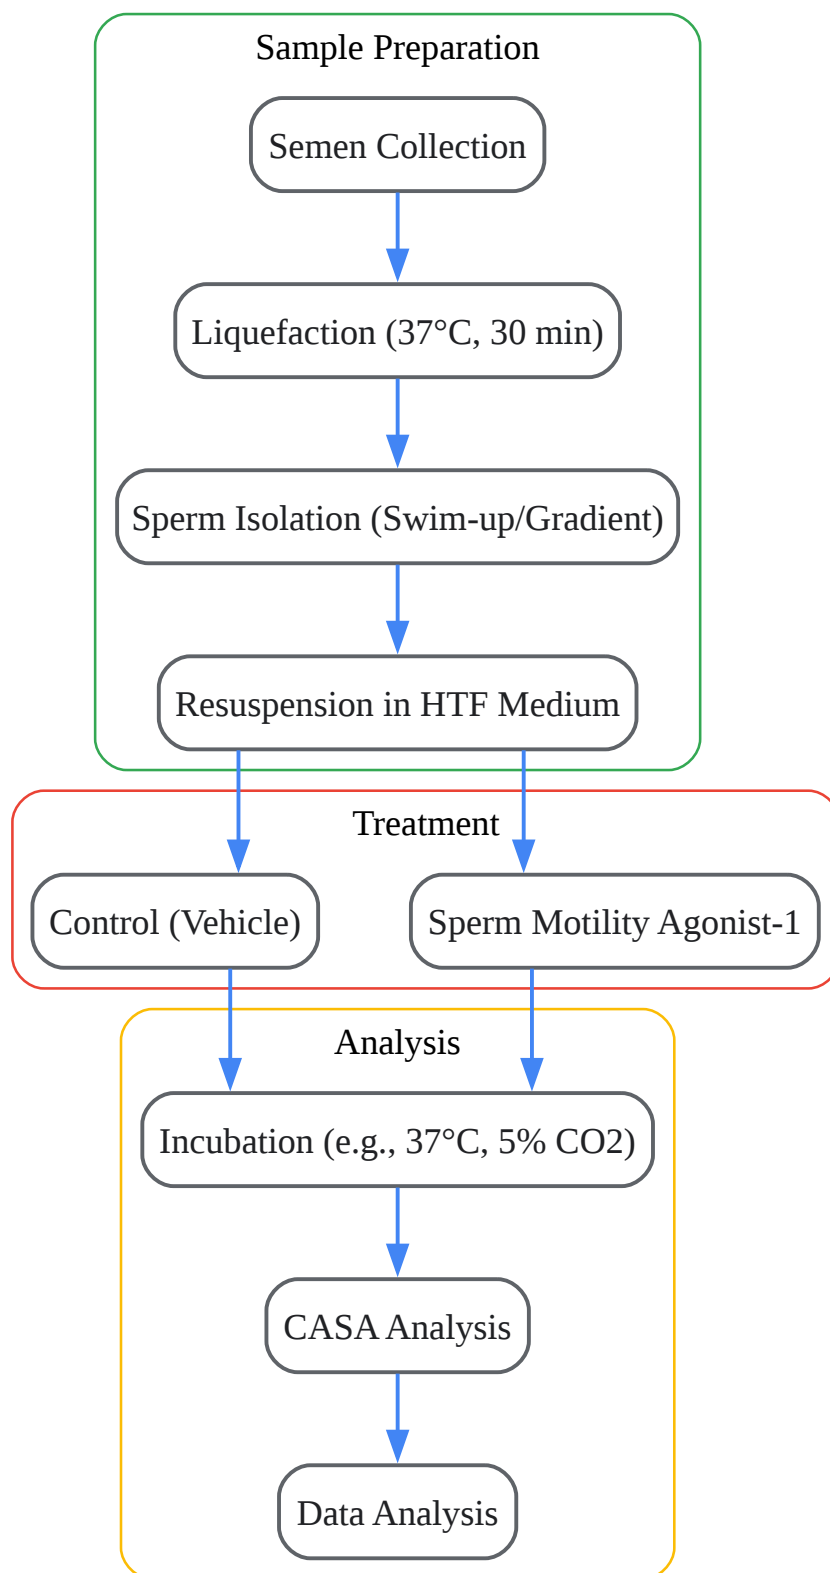 Sample Preparation
Semen Collection
Liquefaction (37°C, 30 min)
Sperm Isolation (Swim-up/Gradient)
Resuspension in HTF Medium
Treatment
Control (Vehicle)
Sperm Motility Agonist-1
Analysis
Incubation (e.g., 37°C, 5% CO2)
CASA Analysis
Data Analysis